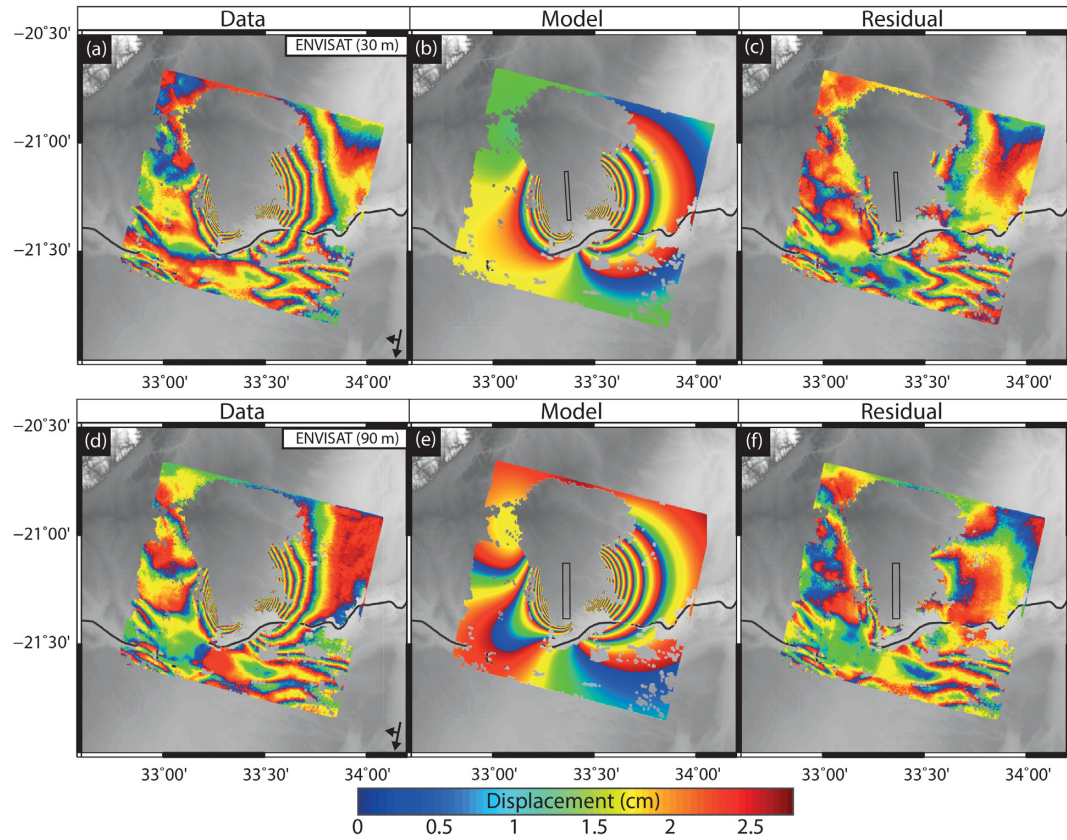 Data Model Residual
−20°30'
(a) ENVISAT (30 m) (b) (c)
−21°00'
−21°30'
33°00' 33°30' 34°00' 33°00' 33°30' 34°00' 33°00' 33°30' 34°00'
Data Model Residual
−20°30'
(d) ENVISAT (90 m) (e) (f)
−21°00'
−21°30'
33°00' 33°30' 34°00' 33°00' 33°30' 34°00' 33°00' 33°30' 34°00'
Displacement (cm)
0 0.5 1 1.5 2 2.5